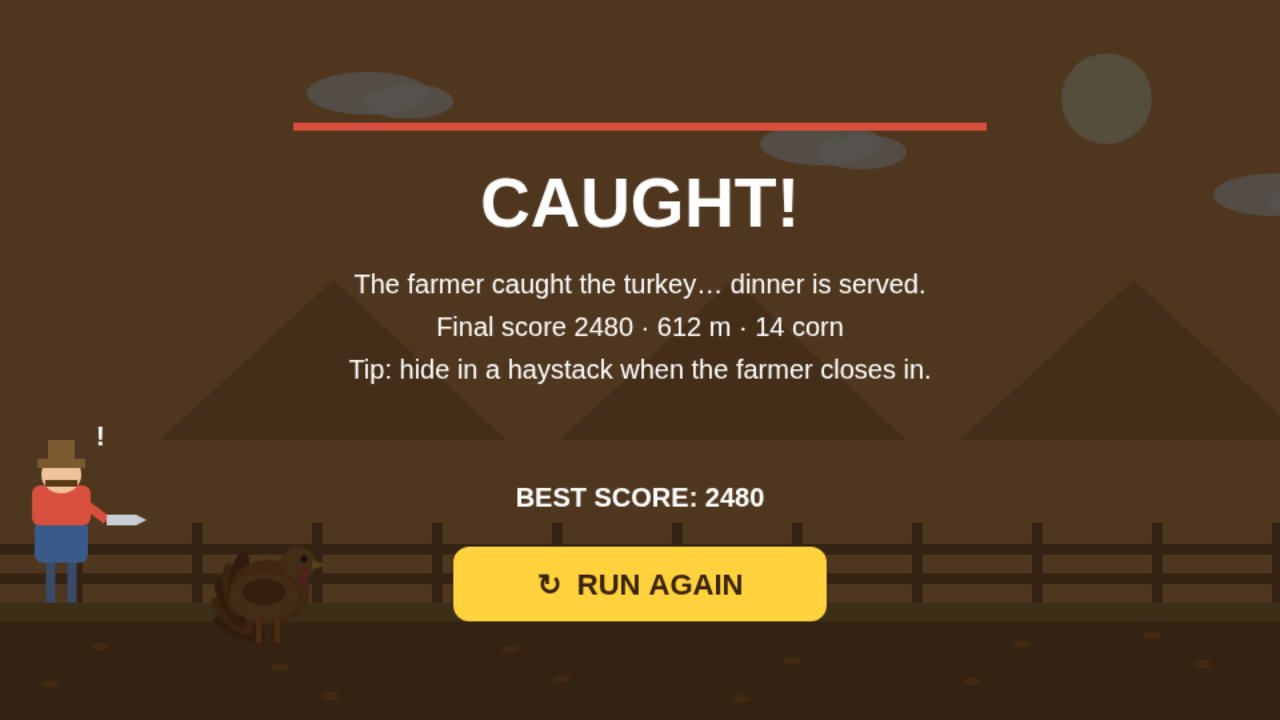 CAUGHT!
The farmer caught the turkey… dinner is served.
Final score 2480 · 612 m · 14 corn
Tip: hide in a haystack when the farmer closes in.
!
BEST SCORE: 2480
↻ RUN AGAIN